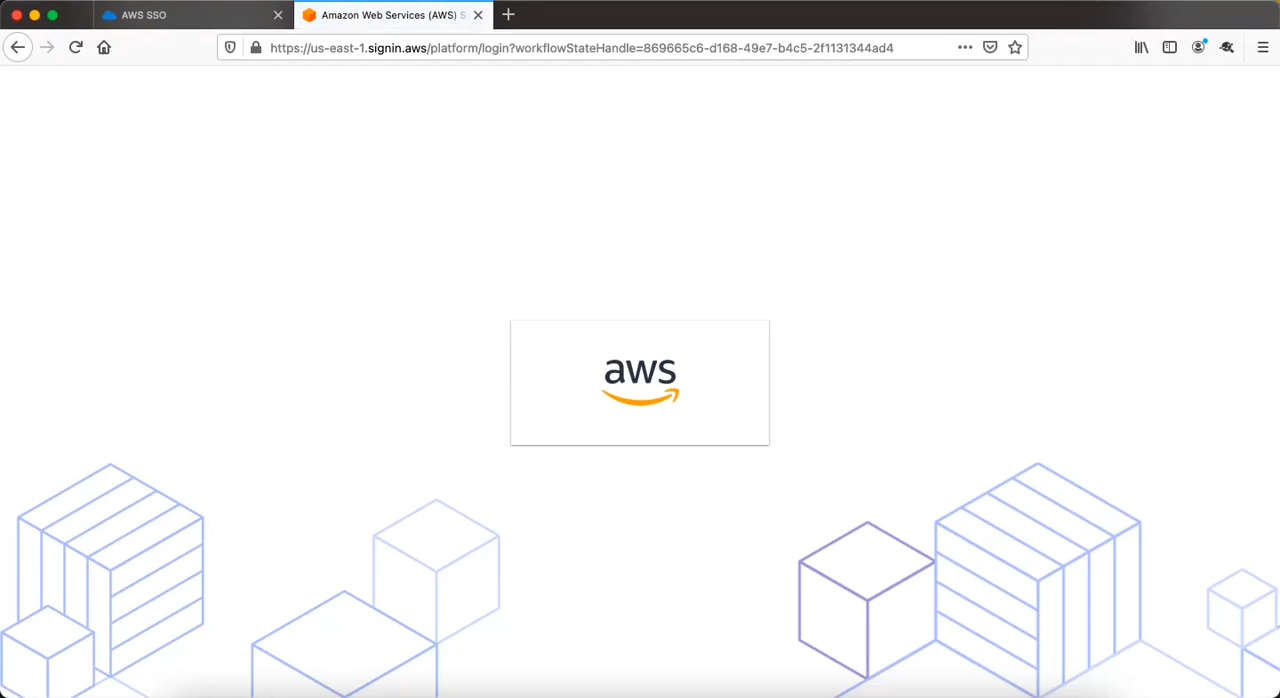 AWS SSO
Amazon Web Services (AWS) S
https://us-east-1.signin.aws/platform/login?workflowStateHandle=869665c6-d168-49e7-b4c5-2f1131344ad4
aws